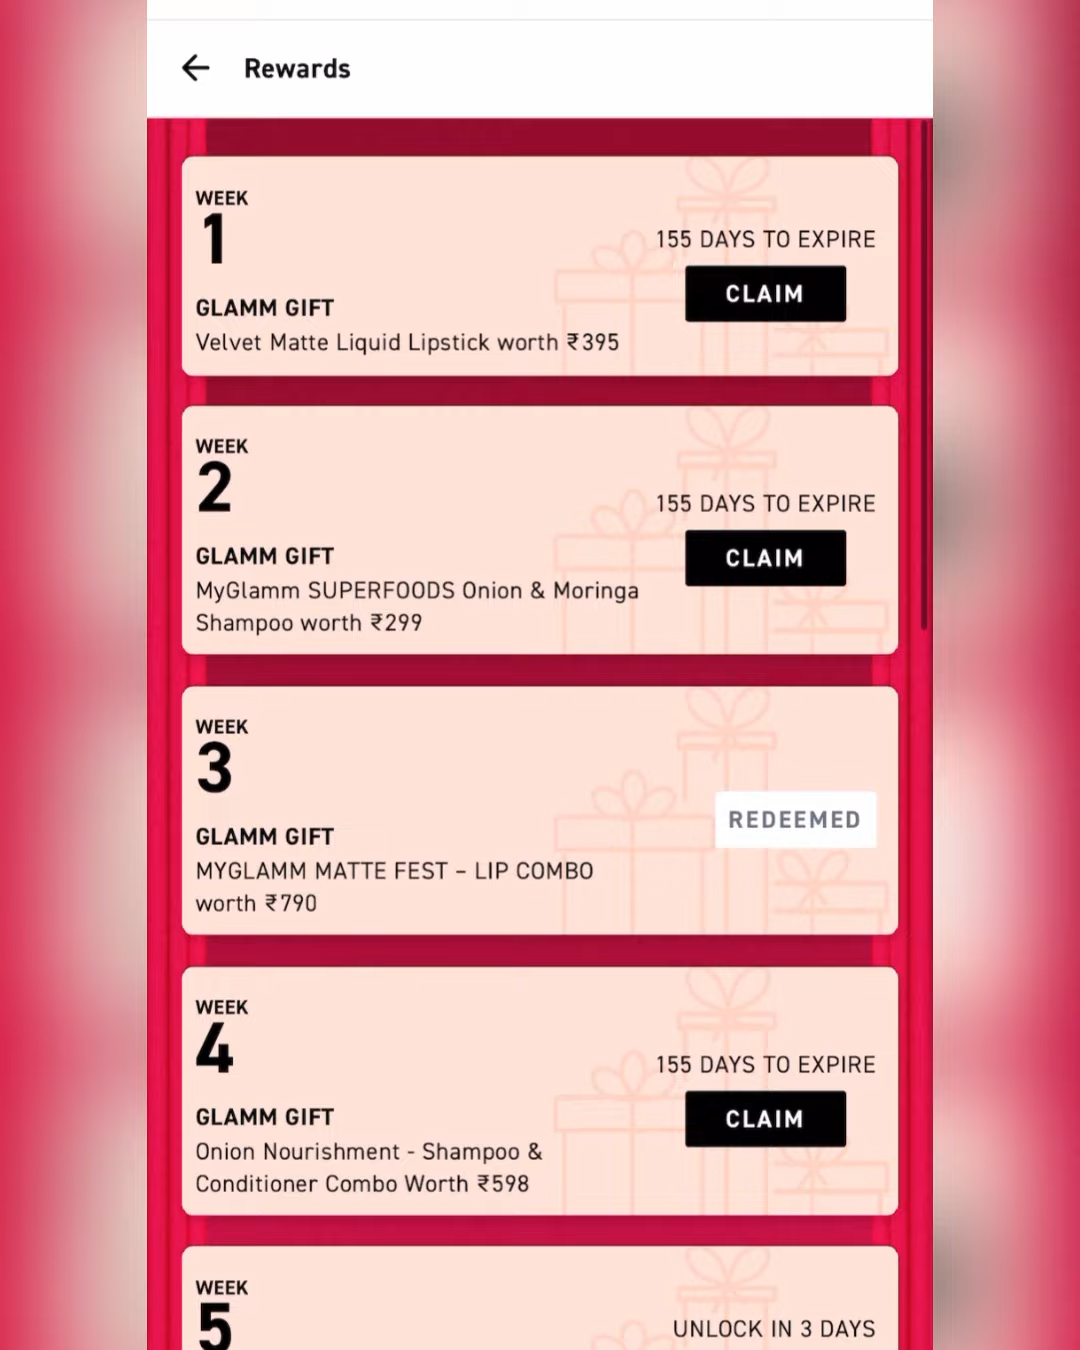 Rewards
WEEK
1
155 DAYS TO EXPIRE
CLAIM
GLAMM GIFT
Velvet Matte Liquid Lipstick worth ₹395
WEEK
2
155 DAYS TO EXPIRE
CLAIM
GLAMM GIFT
MyGlamm SUPERFOODS Onion & Moringa
Shampoo worth ₹299
WEEK
3
REDEEMED
GLAMM GIFT
MYGLAMM MATTE FEST – LIP COMBO
worth ₹790
WEEK
4
155 DAYS TO EXPIRE
CLAIM
GLAMM GIFT
Onion Nourishment - Shampoo &
Conditioner Combo Worth ₹598
WEEK
5
UNLOCK IN 3 DAYS